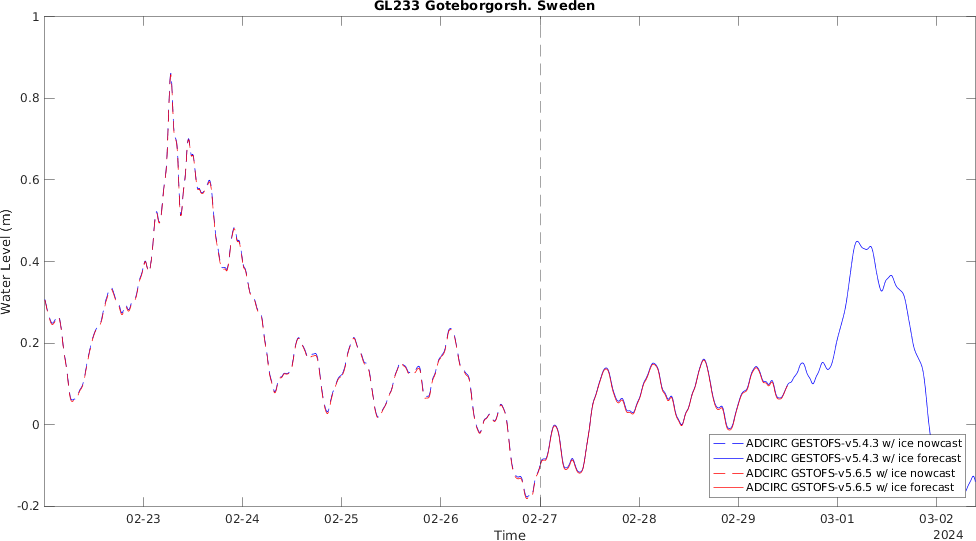 GL233 Goteborgorsh. Sweden
1
0.8
0.6
0.4
0.2
0
-0.2
Water Level (m)
02-23
02-24
02-25
02-26
02-27
02-28
02-29
03-01
03-02
Time
2024
ADCIRC GESTOFS-v5.4.3 w/ ice nowcast
ADCIRC GESTOFS-v5.4.3 w/ ice forecast
ADCIRC GSTOFS-v5.6.5 w/ ice nowcast
ADCIRC GSTOFS-v5.6.5 w/ ice forecast